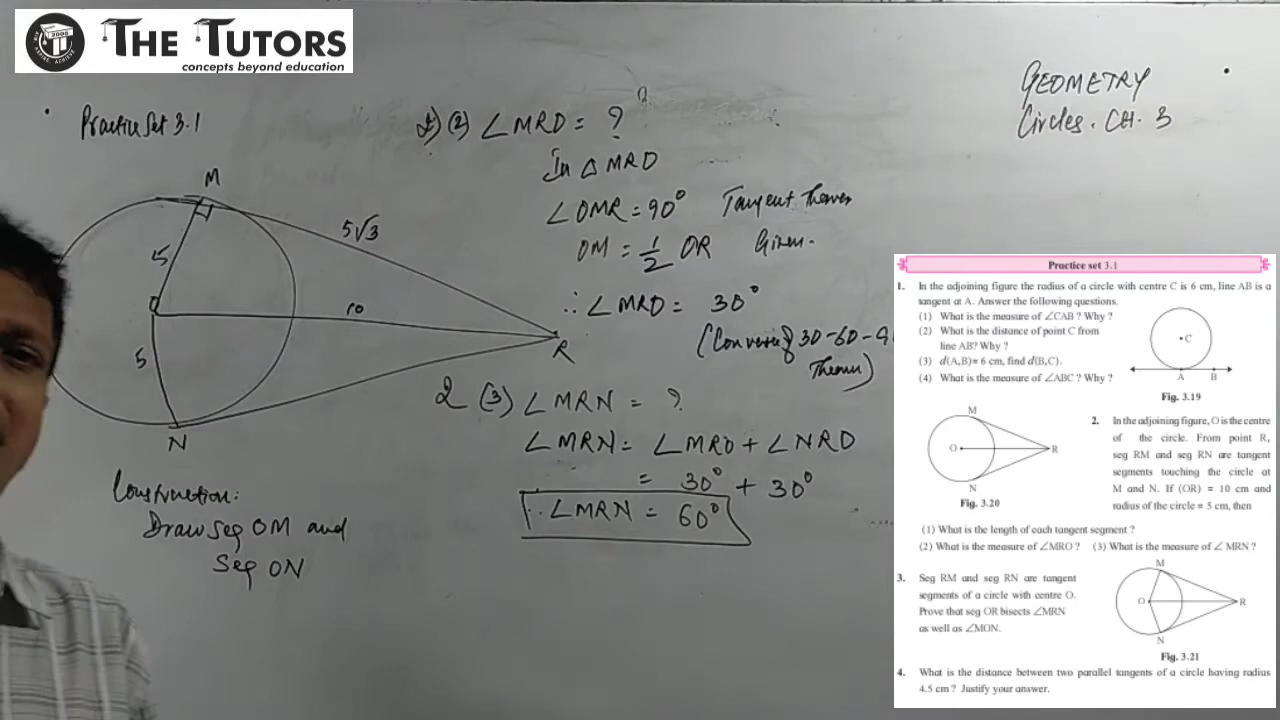 THE TUTORS
concepts beyond education
2008
GEOMETRY
Circles. CH. 3
Practice Set 3.1
M
5√3
5
O
10
R
5
N
Construction:
Draw seg OM and
Seg ON
2) (2) ∠MRO = ?
In △ MRO
∠OMR = 90° Tangent Theorem
OM = 1/2 OR Given.
∴ ∠MRO = 30°
(Converse of 30-60-9
Theorem)
2 (3) ∠MRN = ?
∠MRN = ∠MRO + ∠NRO
= 30° + 30°
∴ ∠MRN = 60°
Practice set 3.1
1. In the adjoining figure the radius of a circle with centre C is 6 cm, line AB is a
tangent at A. Answer the following questions.
(1) What is the measure of ∠CAB ? Why ?
(2) What is the distance of point C from
line AB? Why ?
(3) d(A,B)= 6 cm, find d(B,C).
(4) What is the measure of ∠ABC ? Why ?
C
A B
Fig. 3.19
M
O
R
N
Fig. 3.20
2. In the adjoining figure, O is the centre
of the circle. From point R,
seg RM and seg RN are tangent
segments touching the circle at
M and N. If (OR) = 10 cm and
radius of the circle = 5 cm, then
(1) What is the length of each tangent segment ?
(2) What is the measure of ∠MRO ? (3) What is the measure of ∠ MRN ?
3. Seg RM and seg RN are tangent
segments of a circle with centre O.
Prove that seg OR bisects ∠MRN
as well as ∠MON.
M
O
R
N
Fig. 3.21
4. What is the distance between two parallel tangents of a circle having radius
4.5 cm ? Justify your answer.